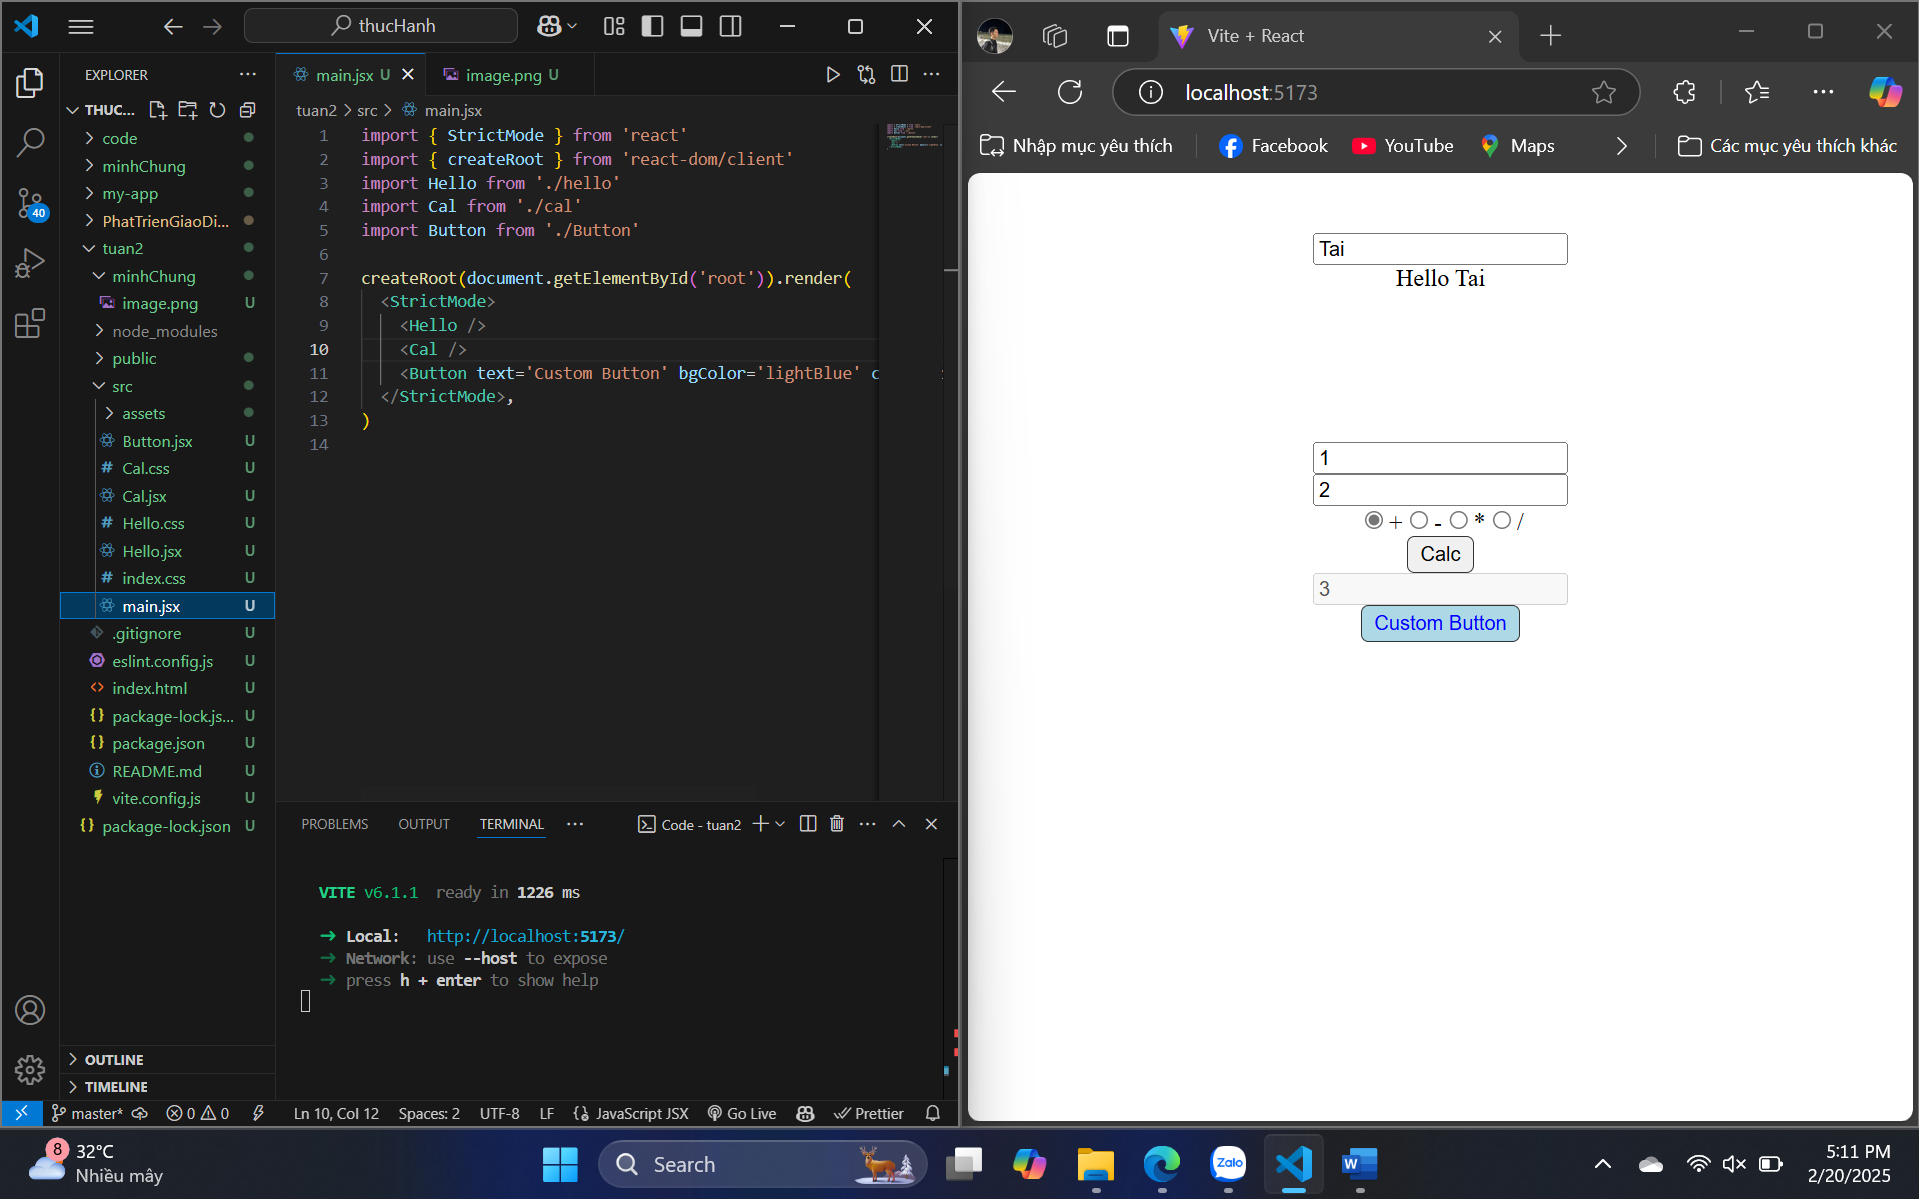 thucHanh
EXPLORER
THUC...
code
minhChung
my-app
PhatTrienGiaoDi...
tuan2
minhChung
image.png U
node_modules
public
src
assets
Button.jsx U
Cal.css U
Cal.jsx U
Hello.css U
Hello.jsx U
index.css U
main.jsx U
.gitignore U
eslint.config.js U
index.html U
package-lock.js... U
package.json U
README.md U
vite.config.js U
package-lock.json U
OUTLINE
TIMELINE
40
main.jsx U
image.png U
tuan2 > src > main.jsx
1 import { StrictMode } from 'react'
2 import { createRoot } from 'react-dom/client'
3 import Hello from './hello'
4 import Cal from './cal'
5 import Button from './Button'
6
7 createRoot(document.getElementById('root')).render(
8 <StrictMode>
9 <Hello />
10 <Cal />
11 <Button text='Custom Button' bgColor='lightBlue' c
12 </StrictMode>,
13 )
14
PROBLEMS OUTPUT TERMINAL
Code - tuan2
VITE v6.1.1 ready in 1226 ms
➜ Local: http://localhost:5173/
➜ Network: use --host to expose
➜ press h + enter to show help
master* 0 0 Ln 10, Col 12 Spaces: 2 UTF-8 LF JavaScript JSX Go Live Prettier
Vite + React
localhost:5173
Nhập mục yêu thích Facebook YouTube Maps Các mục yêu thích khác
Tai
Hello Tai
1
2
+ - * /
Calc
3
Custom Button
8
32°C
Nhiều mây
Search
Zalo
W
5:11 PM
2/20/2025